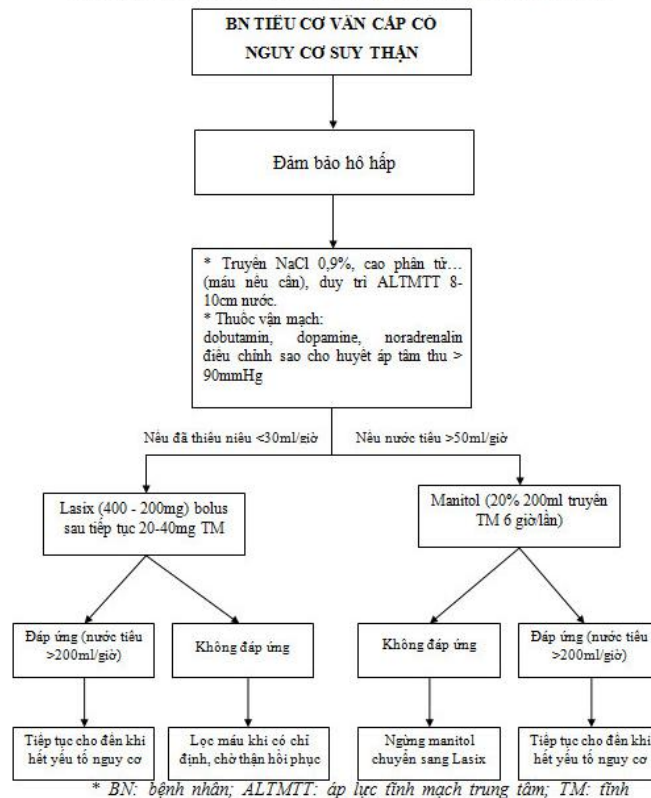 BN TIÊU CƠ VÂN CẤP CÓ
NGUY CƠ SUY THẬN
Đảm bảo hô hấp
* Truyền NaCl 0,9%, cao phân tử…
(máu nếu cần), duy trì ALTMTT 8-
10cm nước.
* Thuốc vận mạch:
dobutamin, dopamine, noradrenalin
điều chỉnh sao cho huyết áp tâm thu >
90mmHg
Nếu đã thiểu niệu <30ml/giờ
Nếu nước tiểu >50ml/giờ
Lasix (400 - 200mg) bolus
sau tiếp tục 20-40mg TM
Manitol (20% 200ml truyền
TM 6 giờ/lần)
Đáp ứng (nước tiểu
>200ml/giờ)
Không đáp ứng
Không đáp ứng
Đáp ứng (nước tiểu
>200ml/giờ)
Tiếp tục cho đến khi
hết yếu tố nguy cơ
Lọc máu khi có chỉ
định, chờ thận hồi phục
Ngừng manitol
chuyển sang Lasix
Tiếp tục cho đến khi
hết yếu tố nguy cơ
* BN: bệnh nhân; ALTMTT: áp lực tĩnh mạch trung tâm; TM: tĩnh